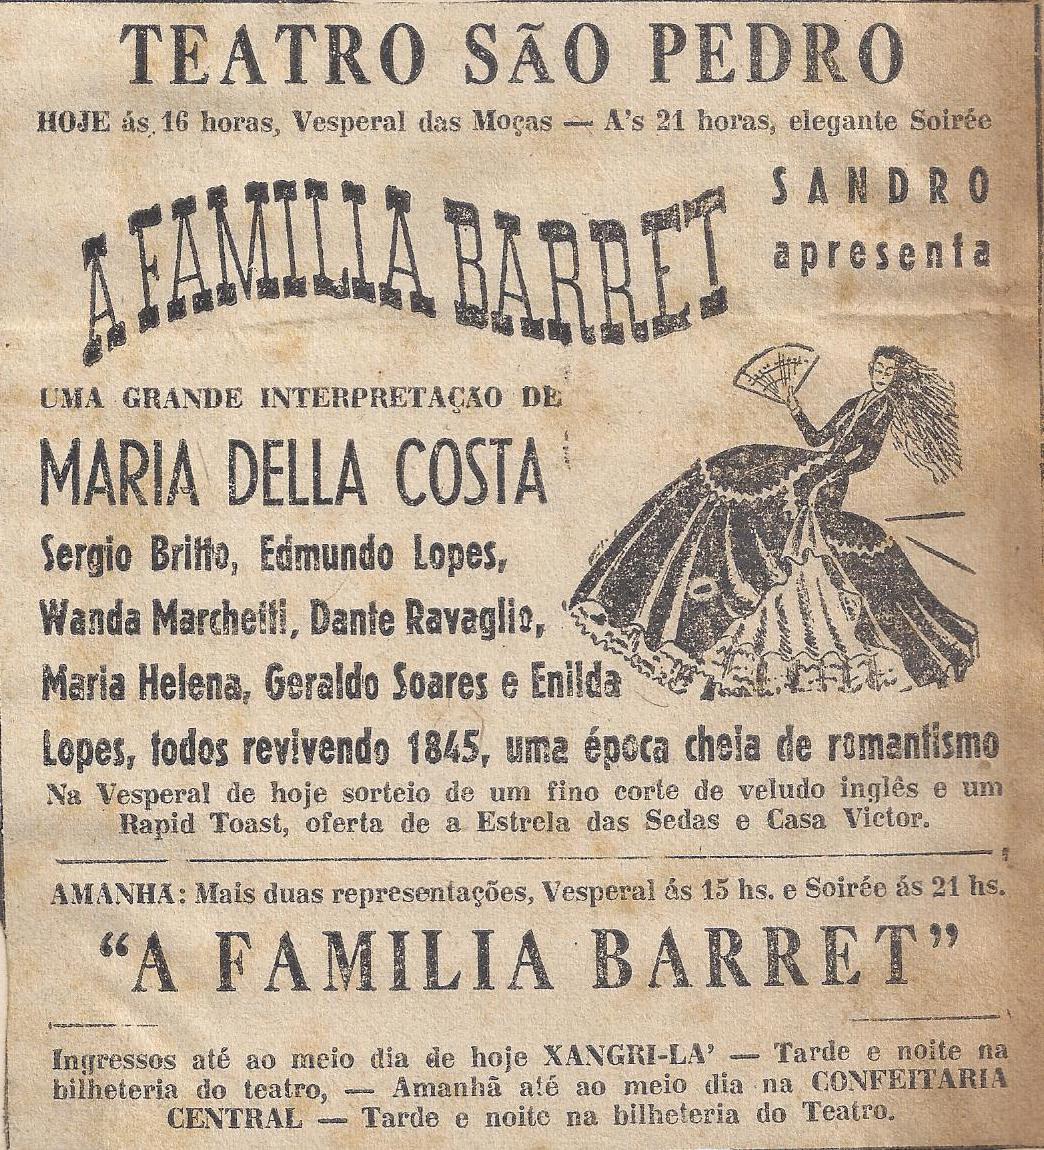 TEATRO SÃO PEDRO
HOJE ás 16 horas, Vesperal das Moças — A's 21 horas, elegante Soirée
SANDRO
apresenta
A FAMILIA BARRET
UMA GRANDE INTERPRETAÇÃO DE
MARIA DELLA COSTA
Sergio Britto, Edmundo Lopes,
Wanda Marchetti, Dante Ravaglio,
Maria Helena, Geraldo Soares e Enilda
Lopes, todos revivendo 1845, uma época cheia de romantismo
Na Vesperal de hoje sorteio de um fino corte de veludo inglês e um
Rapid Toast, oferta de a Estrela das Sedas e Casa Victor.
AMANHÃ: Mais duas representações, Vesperal ás 15 hs. e Soirée ás 21 hs.
“A FAMILIA BARRET”
Ingressos até ao meio dia de hoje XANGRI-LA' — Tarde e noite na
bilheteria do teatro, — Amanhã até ao meio dia na CONFEITARIA
CENTRAL — Tarde e noite na bilheteria do Teatro.